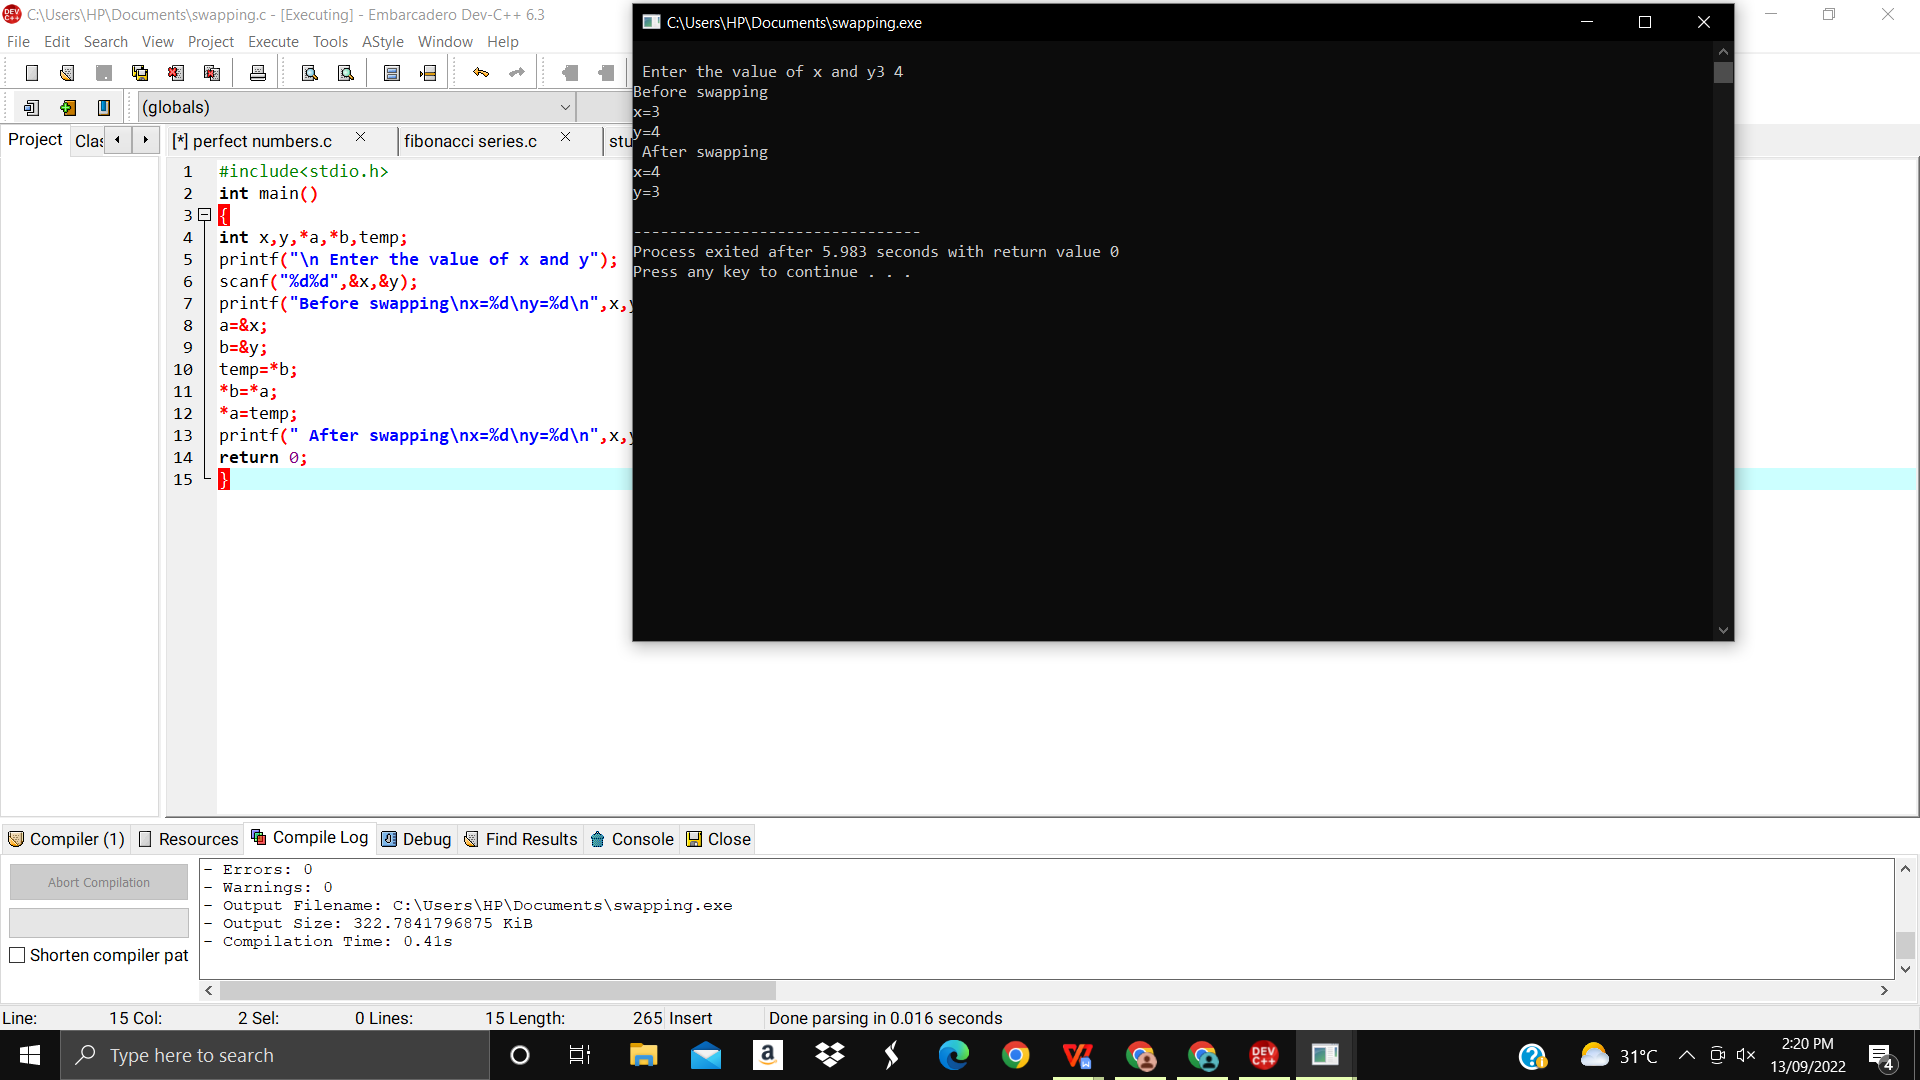 C:\Users\HP\Documents\swapping.c - [Executing] - Embarcadero Dev-C++ 6.3
File Edit Search View Project Execute Tools AStyle Window Help
(globals)
Project Clas
[*] perfect numbers.c fibonacci series.c stu
1 #include<stdio.h>
2 int main()
3 {
4 int x,y,*a,*b,temp;
5 printf("\n Enter the value of x and y");
6 scanf("%d%d",&x,&y);
7 printf("Before swapping\nx=%d\ny=%d\n",x,y
8 a=&x;
9 b=&y;
10 temp=*b;
11 *b=*a;
12 *a=temp;
13 printf(" After swapping\nx=%d\ny=%d\n",x,y
14 return 0;
15 }
C:\Users\HP\Documents\swapping.exe
Enter the value of x and y3 4
Before swapping
x=3
y=4
After swapping
x=4
y=3
--------------------------------
Process exited after 5.983 seconds with return value 0
Press any key to continue . . .
Compiler (1) Resources Compile Log Debug Find Results Console Close
Abort Compilation
Shorten compiler pat
- Errors: 0
- Warnings: 0
- Output Filename: C:\Users\HP\Documents\swapping.exe
- Output Size: 322.7841796875 KiB
- Compilation Time: 0.41s
Line: 15 Col: 2 Sel: 0 Lines: 15 Length: 265 Insert Done parsing in 0.016 seconds
Type here to search
DEV C++
31°C
2:20 PM
13/09/2022
4